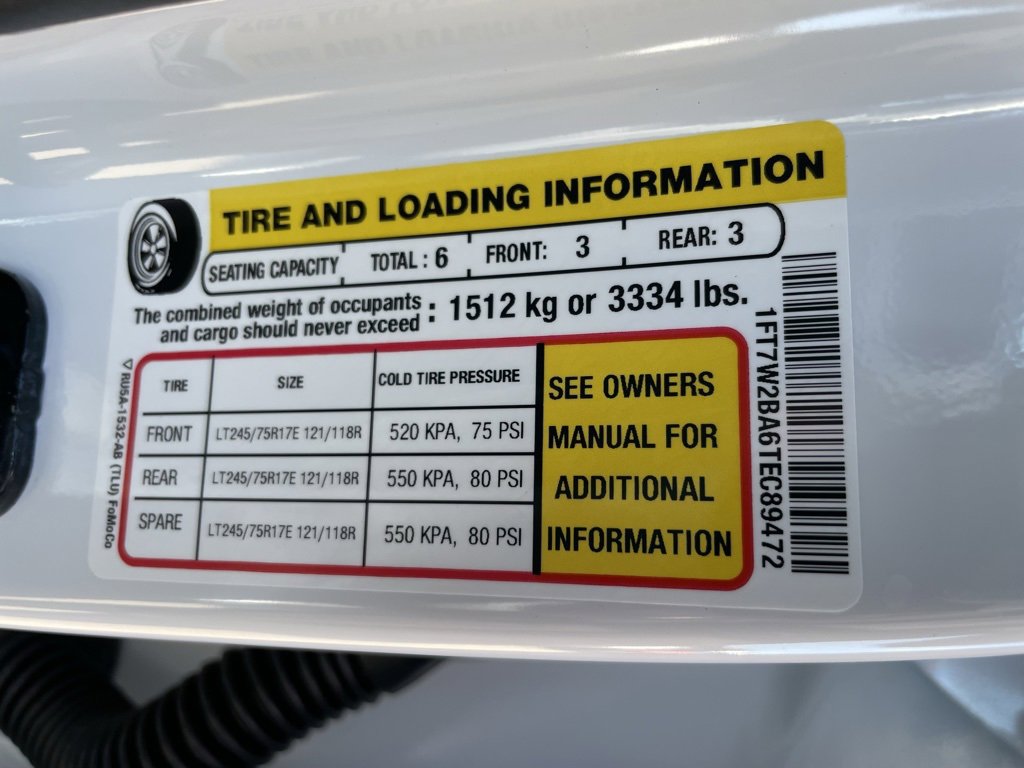 TIRE AND LOADING INFORMATION
SEATING CAPACITY TOTAL : 6 FRONT: 3 REAR: 3
The combined weight of occupants
and cargo should never exceed : 1512 kg or 3334 lbs.
TIRE SIZE COLD TIRE PRESSURE
FRONT LT245/75R17E 121/118R 520 KPA, 75 PSI
REAR LT245/75R17E 121/118R 550 KPA, 80 PSI
SPARE LT245/75R17E 121/118R 550 KPA, 80 PSI
SEE OWNERS
MANUAL FOR
ADDITIONAL
INFORMATION
1FT7W2BA6TEC89472
RU5A-1532-AB (TLU) FoMoCo